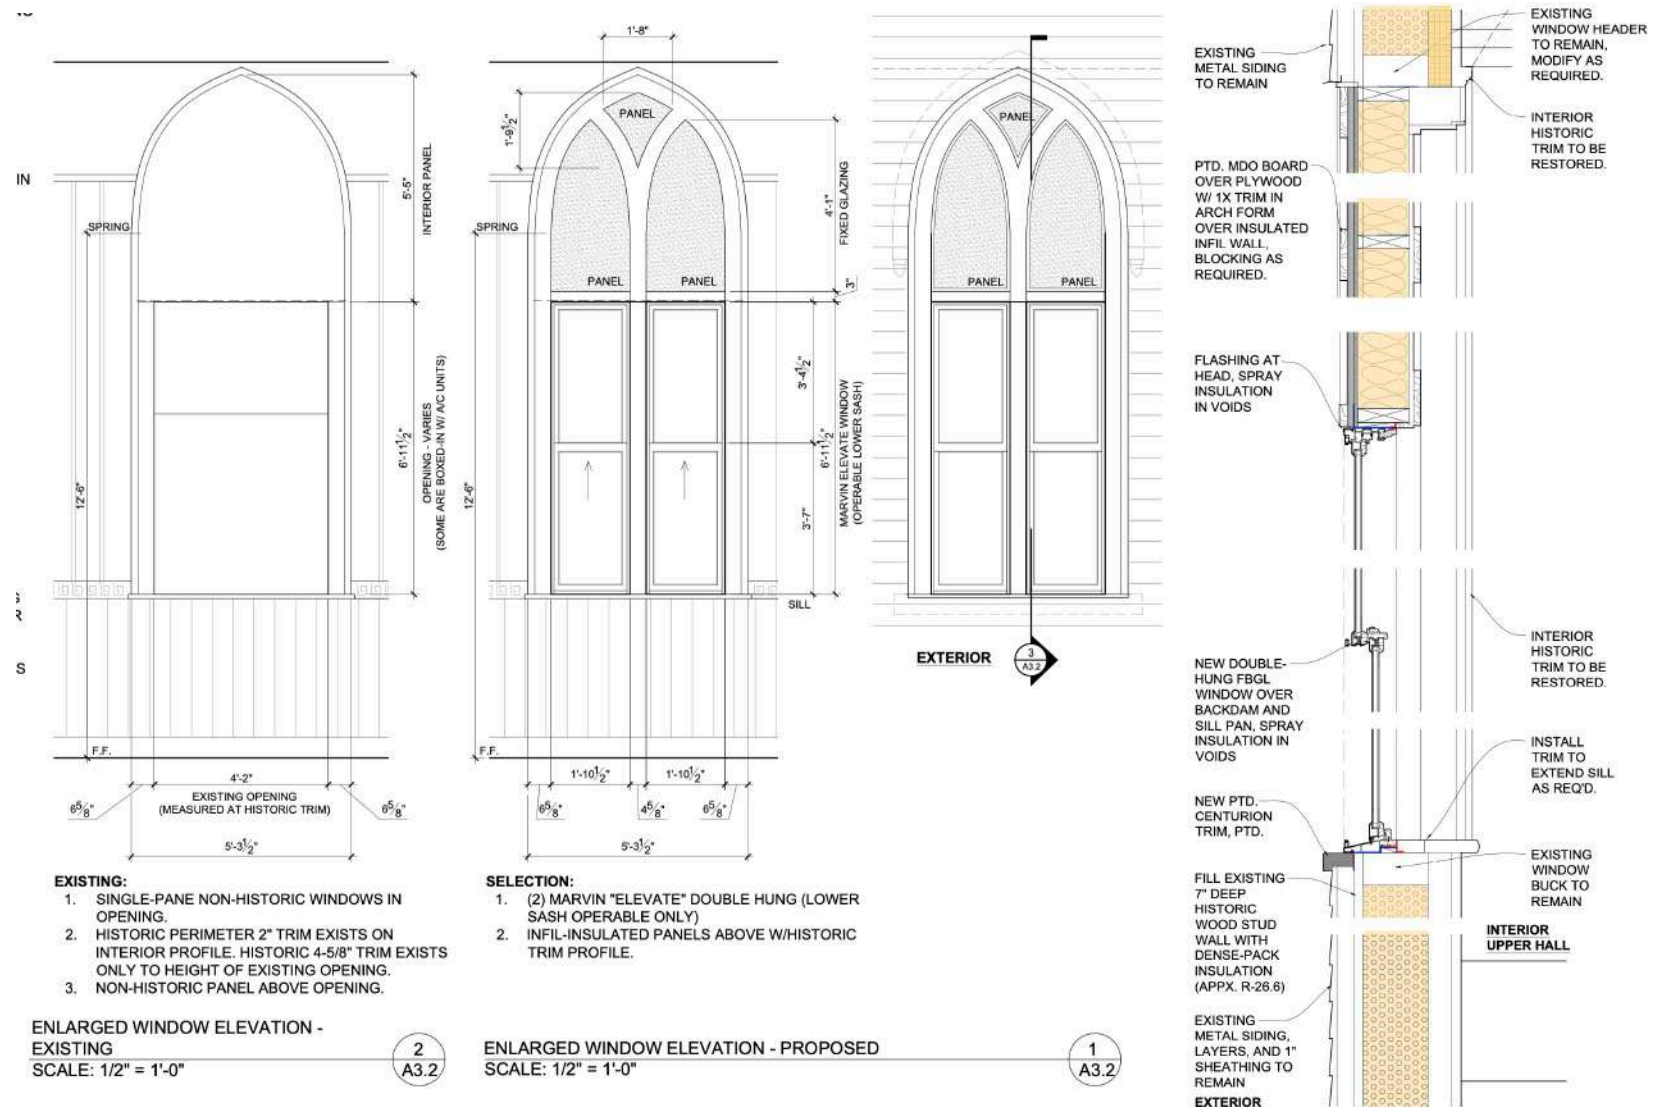 IN
S
SPRING
12'-6"
F.F.
5'-5"
INTERIOR PANEL
6'-11 1/2"
OPENING - VARIES
(SOME ARE BOXED-IN W/ A/C UNITS)
4'-2"
EXISTING OPENING
(MEASURED AT HISTORIC TRIM)
6 5/8"
6 5/8"
5'-3 1/2"
EXISTING:
1. SINGLE-PANE NON-HISTORIC WINDOWS IN
OPENING.
2. HISTORIC PERIMETER 2" TRIM EXISTS ON
INTERIOR PROFILE. HISTORIC 4-5/8" TRIM EXISTS
ONLY TO HEIGHT OF EXISTING OPENING.
3. NON-HISTORIC PANEL ABOVE OPENING.
ENLARGED WINDOW ELEVATION -
EXISTING
SCALE: 1/2" = 1'-0"
2
A3.2
1'-8"
1'-9 1/2"
PANEL
SPRING
PANEL
PANEL
4'-1"
FIXED GLAZING
3"
3'-4 1/2"
3'-7"
6'-11 1/2"
MARVIN ELEVATE WINDOW
(OPERABLE LOWER SASH)
12'-6"
SILL
F.F.
1'-10 1/2"
1'-10 1/2"
6 5/8"
4 5/8"
6 5/8"
5'-3 1/2"
SELECTION:
1. (2) MARVIN "ELEVATE" DOUBLE HUNG (LOWER
SASH OPERABLE ONLY)
2. INFIL-INSULATED PANELS ABOVE W/HISTORIC
TRIM PROFILE.
ENLARGED WINDOW ELEVATION - PROPOSED
SCALE: 1/2" = 1'-0"
1
A3.2
PANEL
PANEL
PANEL
EXTERIOR
3
A3.2
EXISTING
METAL SIDING
TO REMAIN
PTD. MDO BOARD
OVER PLYWOOD
W/ 1X TRIM IN
ARCH FORM
OVER INSULATED
INFIL WALL,
BLOCKING AS
REQUIRED.
FLASHING AT
HEAD, SPRAY
INSULATION
IN VOIDS
NEW DOUBLE-
HUNG FBGL
WINDOW OVER
BACKDAM AND
SILL PAN, SPRAY
INSULATION IN
VOIDS
NEW PTD.
CENTURION
TRIM, PTD.
FILL EXISTING
7" DEEP
HISTORIC
WOOD STUD
WALL WITH
DENSE-PACK
INSULATION
(APPX. R-26.6)
EXISTING
METAL SIDING,
LAYERS, AND 1"
SHEATHING TO
REMAIN
EXTERIOR
EXISTING
WINDOW HEADER
TO REMAIN,
MODIFY AS
REQUIRED.
INTERIOR
HISTORIC
TRIM TO BE
RESTORED.
INTERIOR
HISTORIC
TRIM TO BE
RESTORED.
INSTALL
TRIM TO
EXTEND SILL
AS REQ'D.
EXISTING
WINDOW
BUCK TO
REMAIN
INTERIOR
UPPER HALL